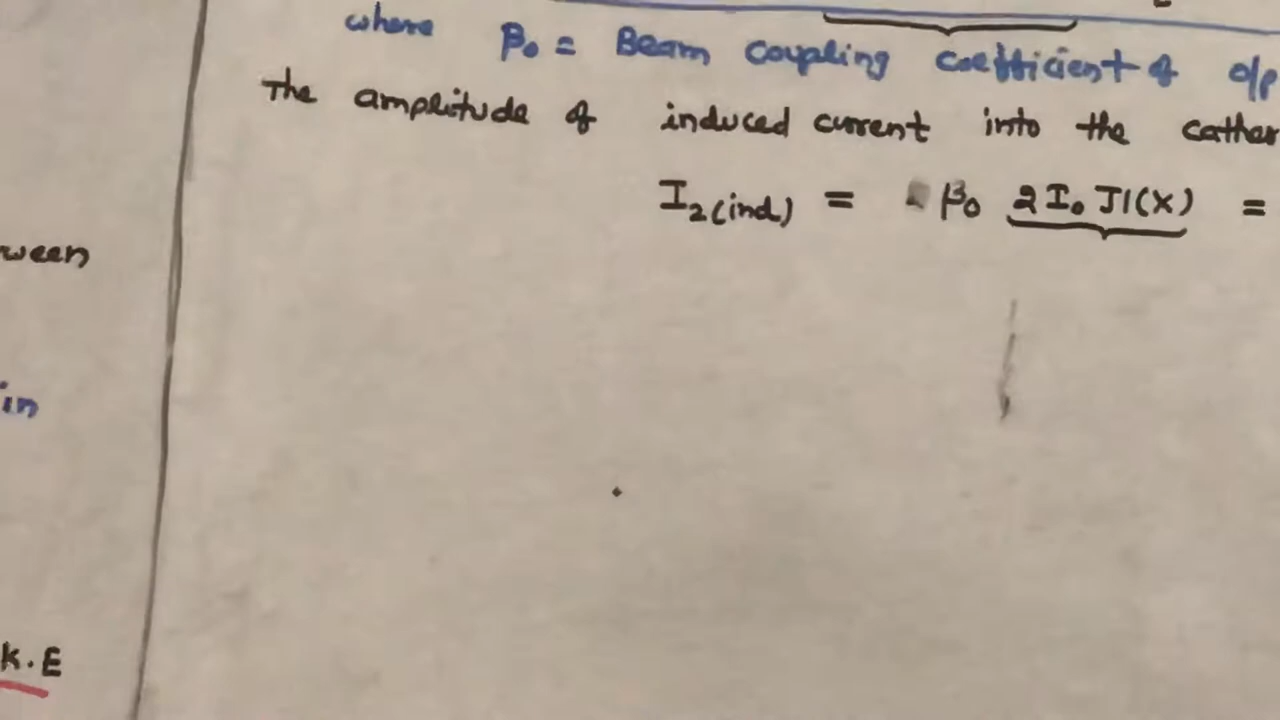 where β₀ = Beam coupling coefficient of o/p
the amplitude of induced current into the cather
I₂(ind) = β₀ 2I₀ J1(X) =
ween
in
K.E